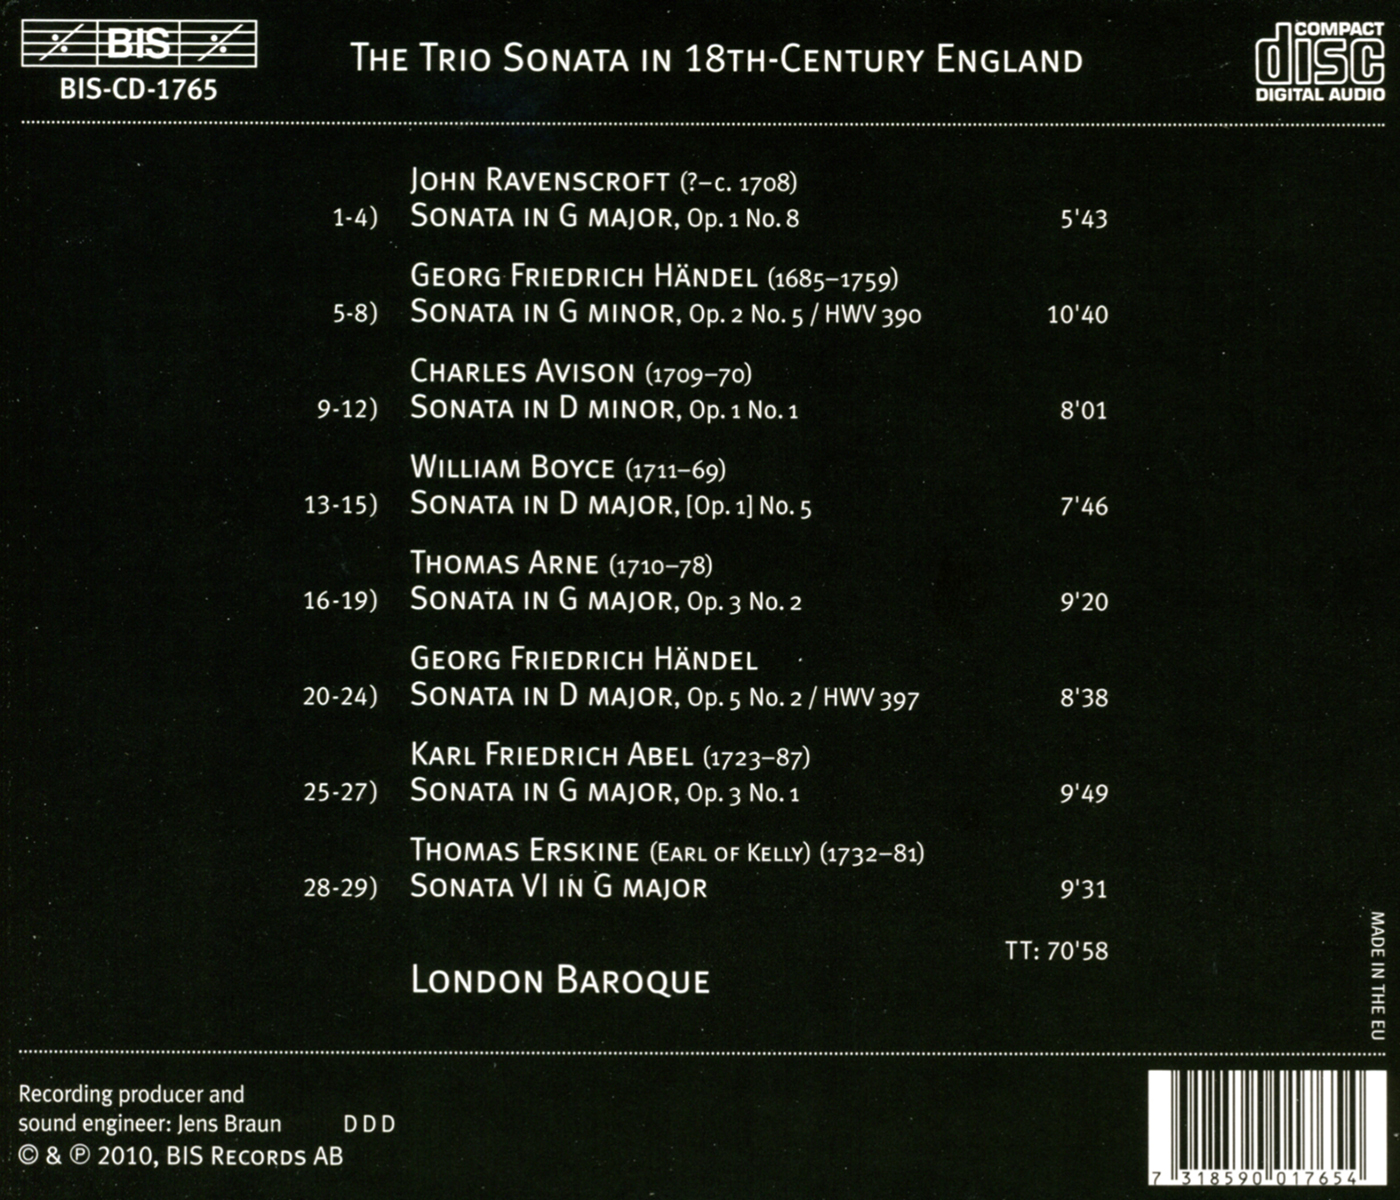 BIS
BIS-CD-1765
THE TRIO SONATA IN 18TH-CENTURY ENGLAND
COMPACT
disc
DIGITAL AUDIO
JOHN RAVENSCROFT (?–c. 1708)
1-4) SONATA IN G MAJOR, Op. 1 No. 8 5'43
GEORG FRIEDRICH HÄNDEL (1685–1759)
5-8) SONATA IN G MINOR, Op. 2 No. 5 / HWV 390 10'40
CHARLES AVISON (1709–70)
9-12) SONATA IN D MINOR, Op. 1 No. 1 8'01
WILLIAM BOYCE (1711–69)
13-15) SONATA IN D MAJOR, [Op. 1] No. 5 7'46
THOMAS ARNE (1710–78)
16-19) SONATA IN G MAJOR, Op. 3 No. 2 9'20
GEORG FRIEDRICH HÄNDEL
20-24) SONATA IN D MAJOR, Op. 5 No. 2 / HWV 397 8'38
KARL FRIEDRICH ABEL (1723–87)
25-27) SONATA IN G MAJOR, Op. 3 No. 1 9'49
THOMAS ERSKINE (EARL OF KELLY) (1732–81)
28-29) SONATA VI IN G MAJOR 9'31
TT: 70'58
LONDON BAROQUE
MADE IN THE EU
Recording producer and
sound engineer: Jens Braun D D D
© & ℗ 2010, BIS RECORDS AB
7 318590 017654